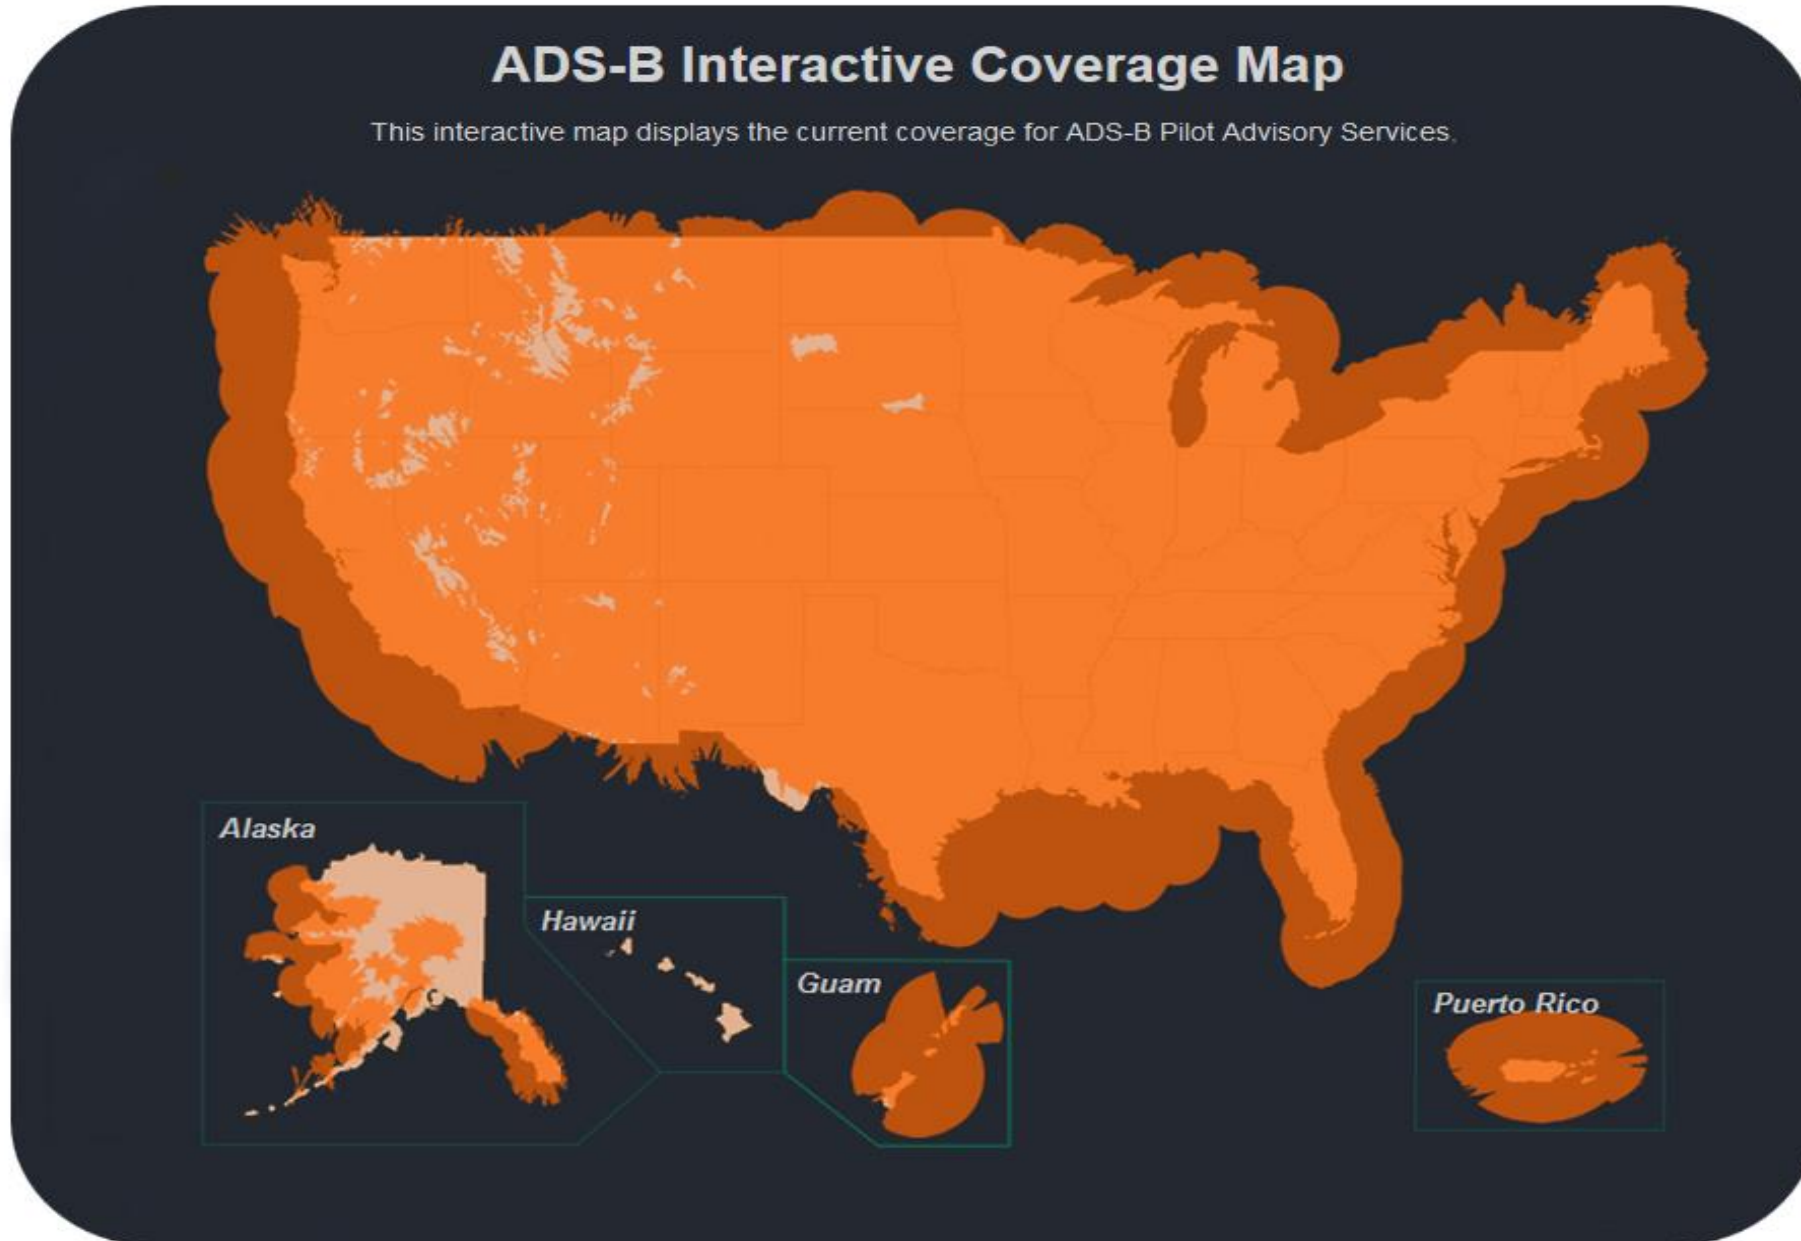 ADS-B Interactive Coverage Map
This interactive map displays the current coverage for ADS-B Pilot Advisory Services.
Alaska
Hawaii
Guam
Puerto Rico